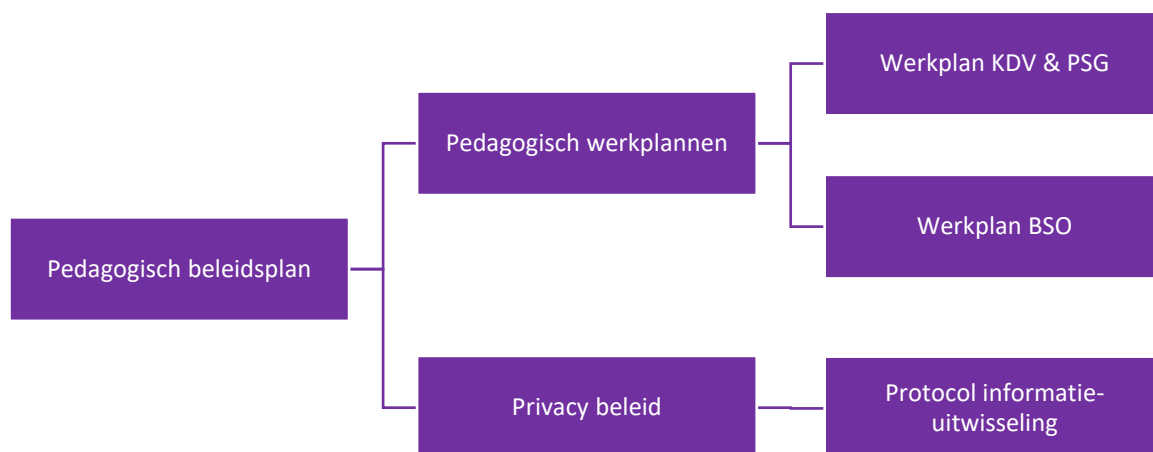 Werkplan KDV & PSG
Pedagogisch werkplannen
Werkplan BSO
Pedagogisch beleidsplan
Privacy beleid
Protocol informatie-
uitwisseling